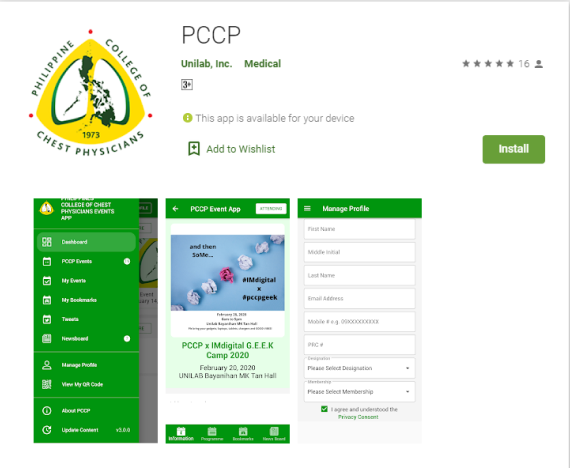 PCCP
Unilab, Inc. Medical
16
3+
This app is available for your device
Add to Wishlist
Install
PHILIPPINE COLLEGE OF
CHEST PHYSICIANS
1973
COLLEGE OF CHEST
PHYSICIANS EVENTS
APP
Dashboard
PCCP Events
My Events
My Bookmarks
Tweets
Newsboard
Manage Profile
View My QR Code
About PCCP
Update Content v3.0.0
PCCP Event App
ATTENDING
and then
SoMe...
#IMdigital
x
#pccpgeek
February 20, 2020
Unilab Bayanihan MK Tan Hall
PCCP x IMdigital G.E.E.K
Camp 2020
February 20, 2020
UNILAB Bayanihan MK Tan Hall
Information Programme Bookmarks News Board
Manage Profile
First Name
Middle Initial
Last Name
Email Address
Mobile # e.g. 09XXXXXXXXX
PRC #
Designation
Please Select Designation
Membership
Please Select Membership
I agree and understood the
Privacy Consent